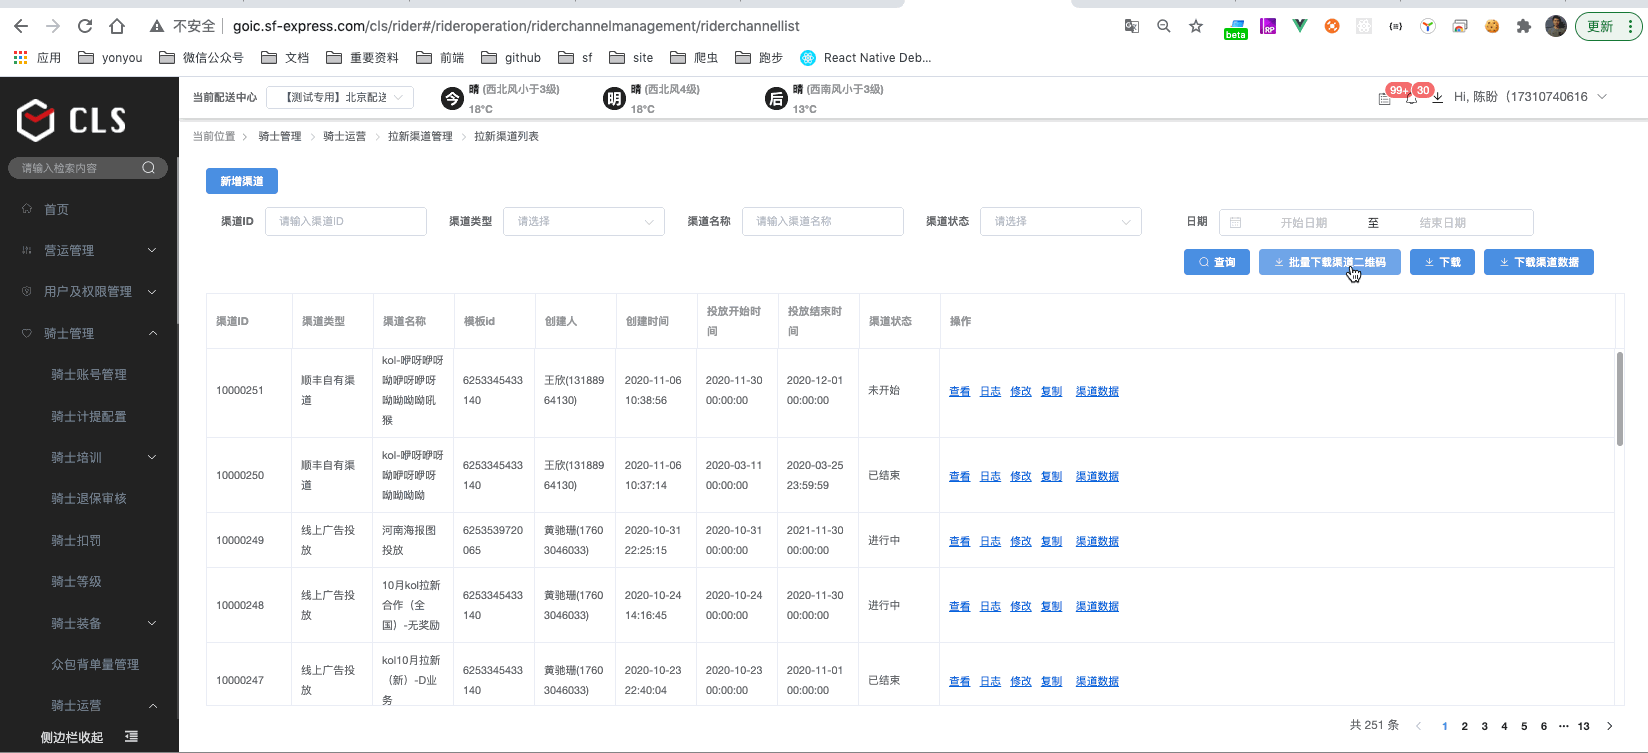 不安全 goic.sf-express.com/cls/rider#/rideroperation/riderchannelmanagement/riderchannellist
beta
RP
更新
应用 yonyou 微信公众号 文档 重要资料 前端 github sf site 爬虫 跑步 React Native Deb...
CLS
请输入检索内容
首页
营运管理
用户及权限管理
骑士管理
骑士账号管理
骑士计提配置
骑士培训
骑士退保审核
骑士扣罚
骑士等级
骑士装备
众包背单量管理
骑士运营
侧边栏收起
当前配送中心 【测试专用】北京配送
今 晴 (西北风小于3级)
18°C
明 晴 (西北风4级)
18°C
后 晴 (西南风小于3级)
13°C
99+ 30 Hi, 陈盼（17310740616
当前位置 骑士管理 骑士运营 拉新渠道管理 拉新渠道列表
新增渠道
渠道ID 请输入渠道ID 渠道类型 请选择 渠道名称 请输入渠道名称 渠道状态 请选择 日期 开始日期 至 结束日期
查询 批量下载渠道二维码 下载 下载渠道数据
渠道ID 渠道类型 渠道名称 模板id 创建人 创建时间 投放开始时间 投放结束时间 渠道状态 操作
10000251 顺丰自有渠道 kol-咿呀咿呀呦咿呀咿呀呦呦呦呦吼猴 6253345433140 王欣(13188964130) 2020-11-06 10:38:56 2020-11-30 00:00:00 2020-12-01 00:00:00 未开始 查看 日志 修改 复制 渠道数据
10000250 顺丰自有渠道 kol-咿呀咿呀呦咿呀咿呀呦呦呦呦 6253345433140 王欣(13188964130) 2020-11-06 10:37:14 2020-03-11 00:00:00 2020-03-25 23:59:59 已结束 查看 日志 修改 复制 渠道数据
10000249 线上广告投放 河南海报图投放 6253539720065 黄驰珊(17603046033) 2020-10-31 22:25:15 2020-10-31 00:00:00 2021-11-30 00:00:00 进行中 查看 日志 修改 复制 渠道数据
10000248 线上广告投放 10月kol拉新合作（全国）-无奖励 6253345433140 黄驰珊(17603046033) 2020-10-24 14:16:45 2020-10-24 00:00:00 2020-11-30 00:00:00 进行中 查看 日志 修改 复制 渠道数据
10000247 线上广告投放 kol10月拉新（新）-D业务 6253345433140 黄驰珊(17603046033) 2020-10-23 22:40:04 2020-10-23 00:00:00 2020-11-01 00:00:00 已结束 查看 日志 修改 复制 渠道数据
共 251 条 1 2 3 4 5 6 ••• 13